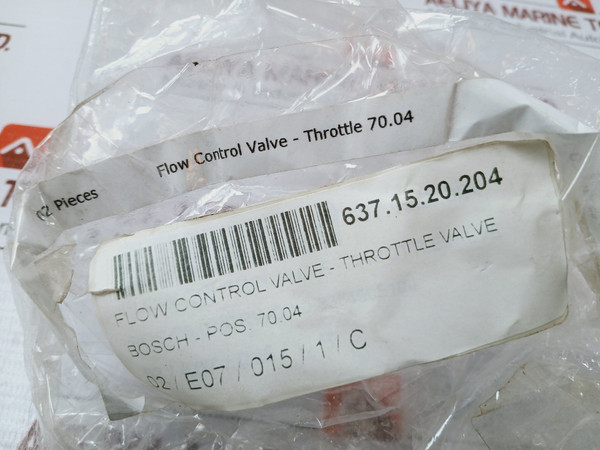 AELIYA MARINE T
D.
Flow Control Valve - Throttle 70.04
02 Pieces
637.15.20.204
FLOW CONTROL VALVE - THROTTLE VALVE
BOSCH - POS. 70.04
02 / E07 / 015 / 1 / C